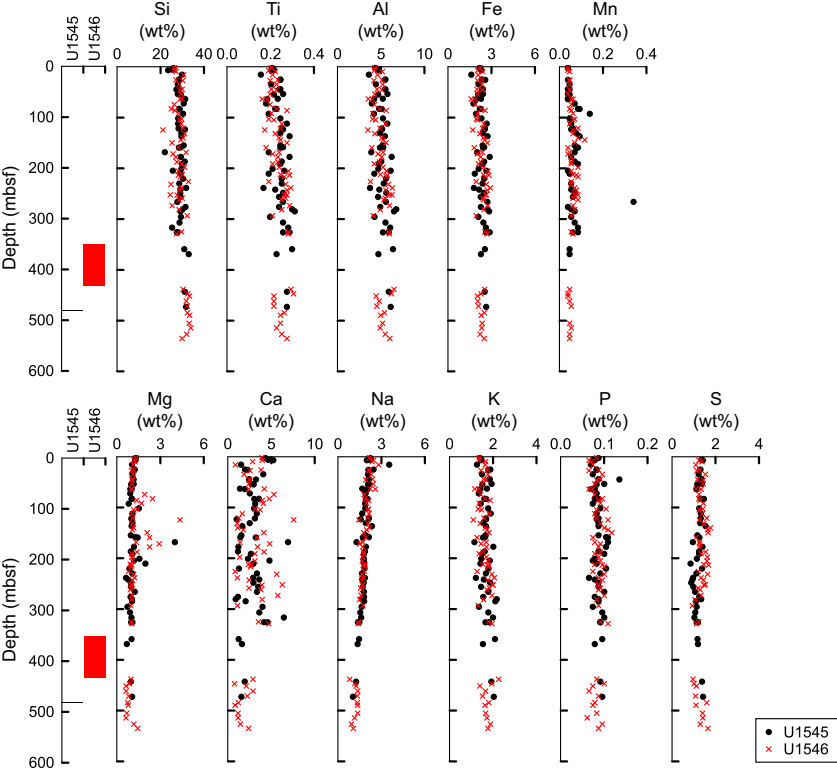 U1545
U1546
Si
(wt%)
Ti
(wt%)
Al
(wt%)
Fe
(wt%)
Mn
(wt%)
0 20 40
0.0 0.2 0.4
0 5 10
0 3 6
0.0 0.2 0.4
0
100
200
300
400
500
600
Depth (mbsf)
U1545
U1546
Mg
(wt%)
Ca
(wt%)
Na
(wt%)
K
(wt%)
P
(wt%)
S
(wt%)
0 3 6
0 5 10
0 3 6
0 2 4
0.0 0.1 0.2
0 2 4
0
100
200
300
400
500
600
Depth (mbsf)
U1545
U1546